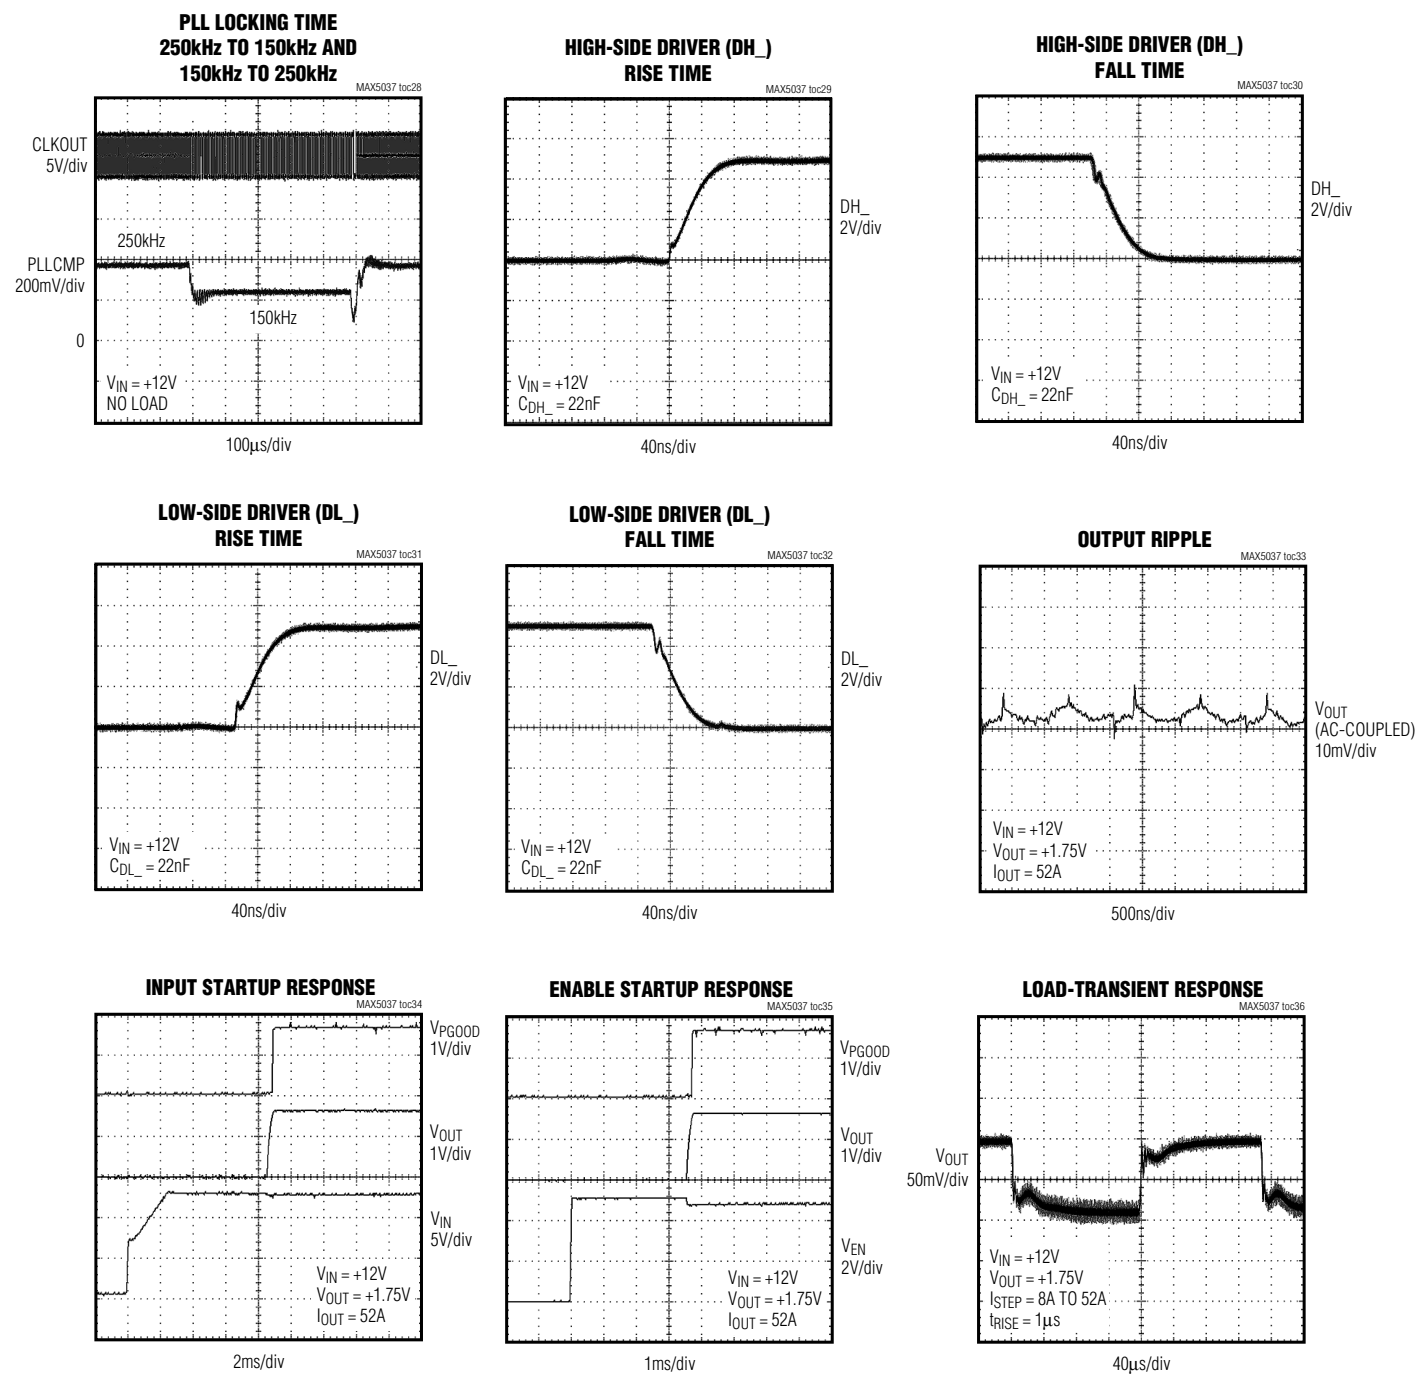 PLL LOCKING TIME
250kHz TO 150kHz AND
150kHz TO 250kHz
MAX5037 toc28
CLKOUT
5V/div
250kHz
PLLCMP
200mV/div
150kHz
0
VIN = +12V
NO LOAD
100µs/div
HIGH-SIDE DRIVER (DH_)
RISE TIME
MAX5037 toc29
DH_
2V/div
VIN = +12V
CDH_ = 22nF
40ns/div
HIGH-SIDE DRIVER (DH_)
FALL TIME
MAX5037 toc30
DH_
2V/div
VIN = +12V
CDH_ = 22nF
40ns/div
LOW-SIDE DRIVER (DL_)
RISE TIME
MAX5037 toc31
DL_
2V/div
VIN = +12V
CDL_ = 22nF
40ns/div
LOW-SIDE DRIVER (DL_)
FALL TIME
MAX5037 toc32
DL_
2V/div
VIN = +12V
CDL_ = 22nF
40ns/div
OUTPUT RIPPLE
MAX5037 toc33
VOUT
(AC-COUPLED)
10mV/div
VIN = +12V
VOUT = +1.75V
IOUT = 52A
500ns/div
INPUT STARTUP RESPONSE
MAX5037 toc34
VPGOOD
1V/div
VOUT
1V/div
VIN
5V/div
VIN = +12V
VOUT = +1.75V
IOUT = 52A
2ms/div
ENABLE STARTUP RESPONSE
MAX5037 toc35
VPGOOD
1V/div
VOUT
1V/div
VEN
2V/div
VIN = +12V
VOUT = +1.75V
IOUT = 52A
1ms/div
LOAD-TRANSIENT RESPONSE
MAX5037 toc36
VOUT
50mV/div
VIN = +12V
VOUT = +1.75V
ISTEP = 8A TO 52A
tRISE = 1µs
40µs/div